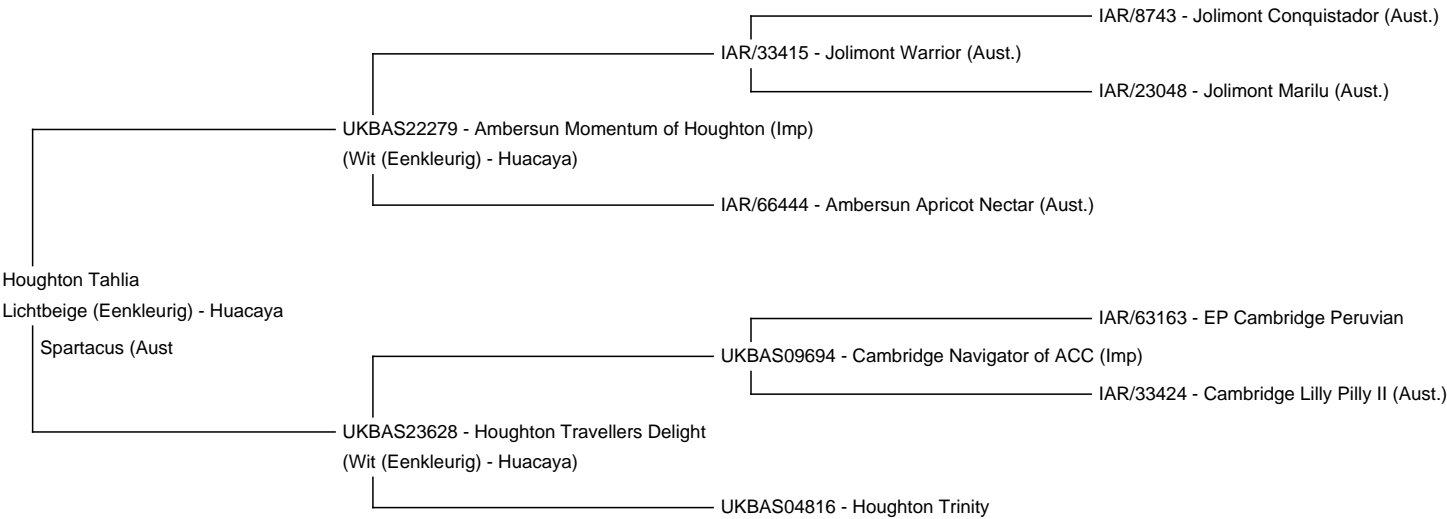 IAR/8743 - Jolimont Conquistador (Aust.)
IAR/33415 - Jolimont Warrior (Aust.)
IAR/23048 - Jolimont Marilu (Aust.)
UKBAS22279 - Ambersun Momentum of Houghton (Imp)
(Wit (Eenkleurig) - Huacaya)
IAR/66444 - Ambersun Apricot Nectar (Aust.)
Houghton Tahlia
Lichtbeige (Eenkleurig) - Huacaya
Spartacus (Aust
IAR/63163 - EP Cambridge Peruvian
UKBAS09694 - Cambridge Navigator of ACC (Imp)
IAR/33424 - Cambridge Lilly Pilly II (Aust.)
UKBAS23628 - Houghton Travellers Delight
(Wit (Eenkleurig) - Huacaya)
UKBAS04816 - Houghton Trinity